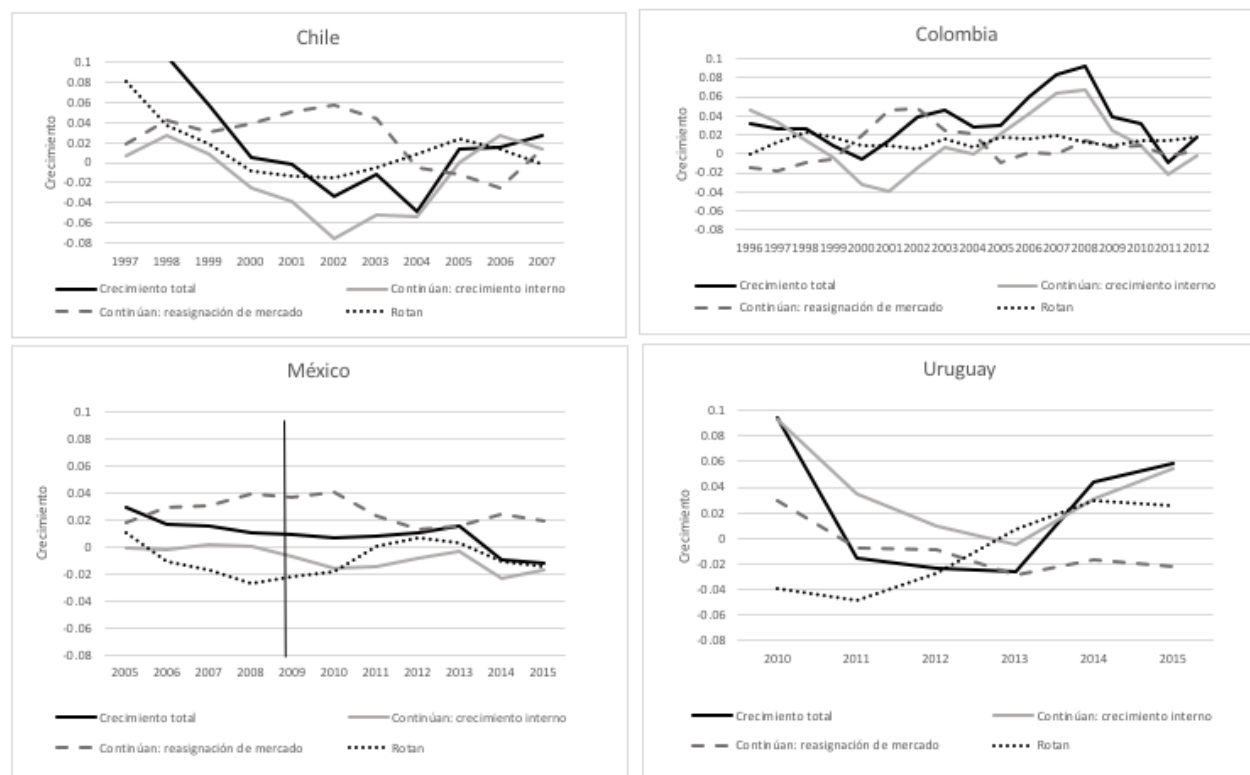 Chile
Crecimiento
0.1
0.08
0.06
0.04
0.02
0
-0.02
-0.04
-0.06
-0.08
1997 1998 1999 2000 2001 2002 2003 2004 2005 2006 2007
Crecimiento total
Continúan: crecimiento interno
Continúan: reasignación de mercado
Rotan
Colombia
Crecimiento
0.1
0.08
0.06
0.04
0.02
0
-0.02
-0.04
-0.06
-0.08
1996 1997 1998 1999 2000 2001 2002 2003 2004 2005 2006 2007 2008 2009 2010 2011 2012
Crecimiento total
Continúan: crecimiento interno
Continúan: reasignación de mercado
Rotan
México
Crecimiento
0.1
0.08
0.06
0.04
0.02
0
-0.02
-0.04
-0.06
-0.08
2005 2006 2007 2008 2009 2010 2011 2012 2013 2014 2015
Crecimiento total
Continúan: crecimiento interno
Continúan: reasignación de mercado
Rotan
Uruguay
Crecimiento
0.1
0.08
0.06
0.04
0.02
0
-0.02
-0.04
-0.06
-0.08
2010 2011 2012 2013 2014 2015
Crecimiento total
Continúan: crecimiento interno
Continúan: reasignación de mercado
Rotan